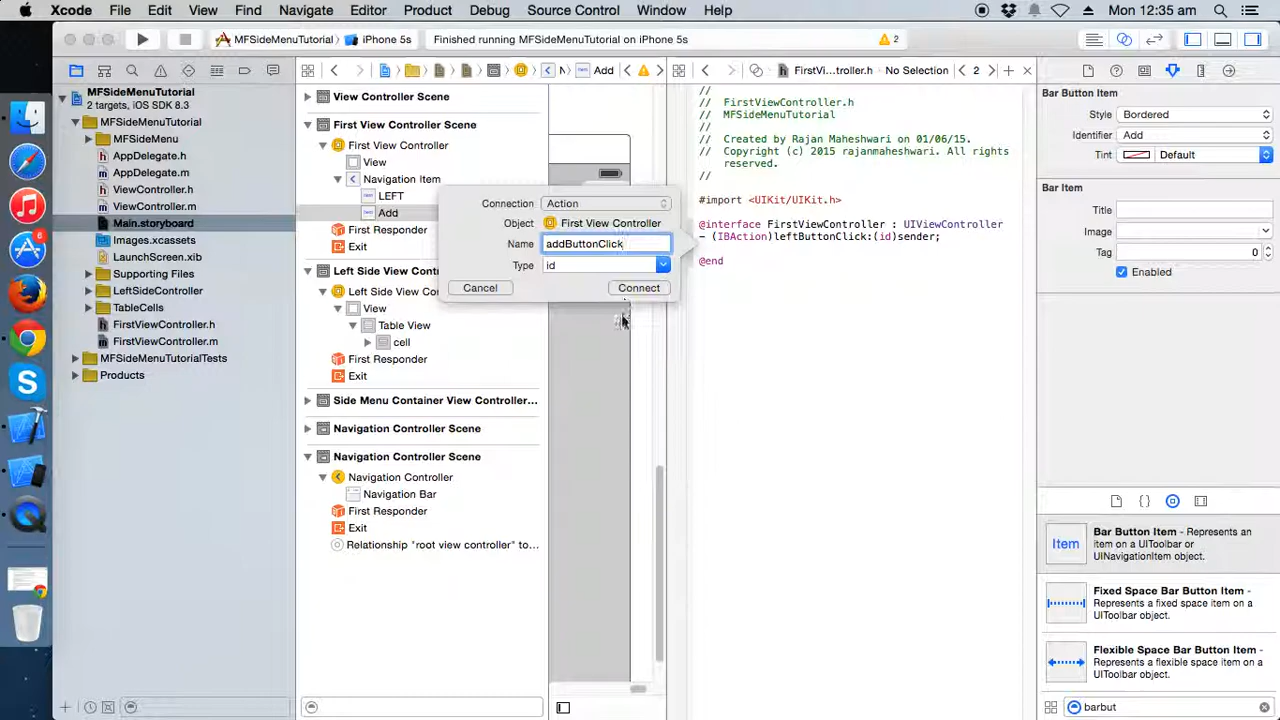 Xcode File Edit View Find Navigate Editor Product Debug Source Control Window Help Mon 12:35 am
MFSideMenuTutorial iPhone 5s Finished running MFSideMenuTutorial on iPhone 5s 2
Add FirstVi...troller.h No Selection 2
MFSideMenuTutorial
2 targets, iOS SDK 8.3
MFSideMenuTutorial
MFSideMenu
AppDelegate.h
AppDelegate.m
ViewController.h
ViewController.m
Main.storyboard
Images.xcassets
LaunchScreen.xib
Supporting Files
LeftSideController
TableCells
FirstViewController.h
FirstViewController.m
MFSideMenuTutorialTests
Products
6
View Controller Scene
First View Controller Scene
First View Controller
View
Navigation Item
LEFT
Add
First Responder
Exit
Left Side View Cont
Left Side View Co
View
Table View
cell
First Responder
Exit
Side Menu Container View Controller...
Navigation Controller Scene
Navigation Controller Scene
Navigation Controller
Navigation Bar
First Responder
Exit
Relationship "root view controller" to...
Connection Action
Object First View Controller
Name addButtonClick
Type id
Cancel Connect
//
// FirstViewController.h
// MFSideMenuTutorial
//
// Created by Rajan Maheshwari on 01/06/15.
// Copyright (c) 2015 rajanmaheshwari. All rights
reserved.
//
#import <UIKit/UIKit.h>
@interface FirstViewController : UIViewController
- (IBAction)leftButtonClick:(id)sender;
@end
Bar Button Item
Style Bordered
Identifier Add
Tint Default
Bar Item
Title
Image
Tag 0
Enabled
Item
Bar Button Item - Represents an
item on a UIToolbar or
UINavigationItem object.
Fixed Space Bar Button Item -
Represents a fixed space item on a
UIToolbar object.
Flexible Space Bar Button Item -
Represents a flexible space item on a
UIToolbar object.
barbut